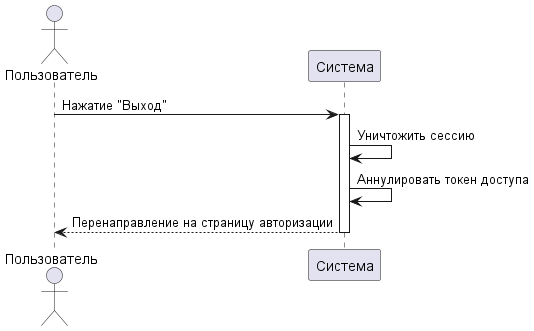 Пользователь
Система
Нажатие "Выход"
Уничтожить сессию
Аннулировать токен доступа
Перенаправление на страницу авторизации
Пользователь
Система